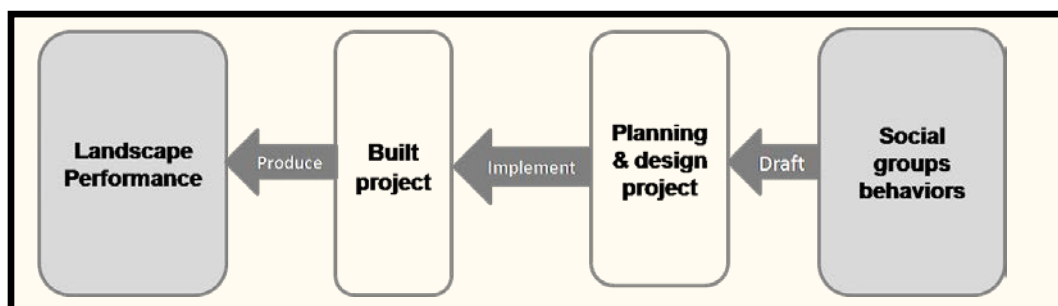 Landscape
Performance
Produce
Built
project
Implement
Planning
& design
project
Draft
Social
groups
behaviors